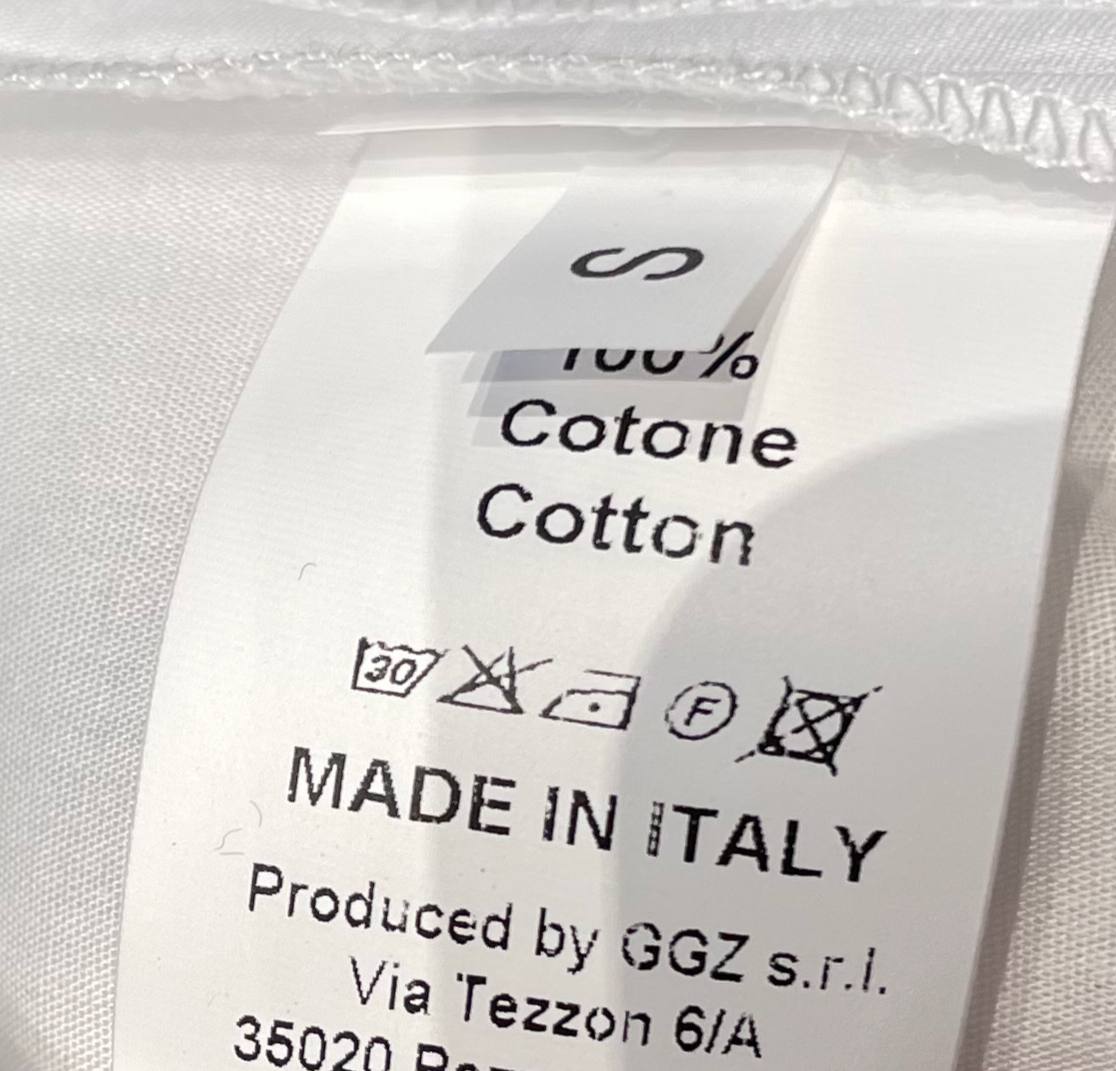 S
100%
Cotone
Cotton
30 F
MADE IN ITALY
Produced by GGZ s.r.l.
Via Tezzon 6/A
35020